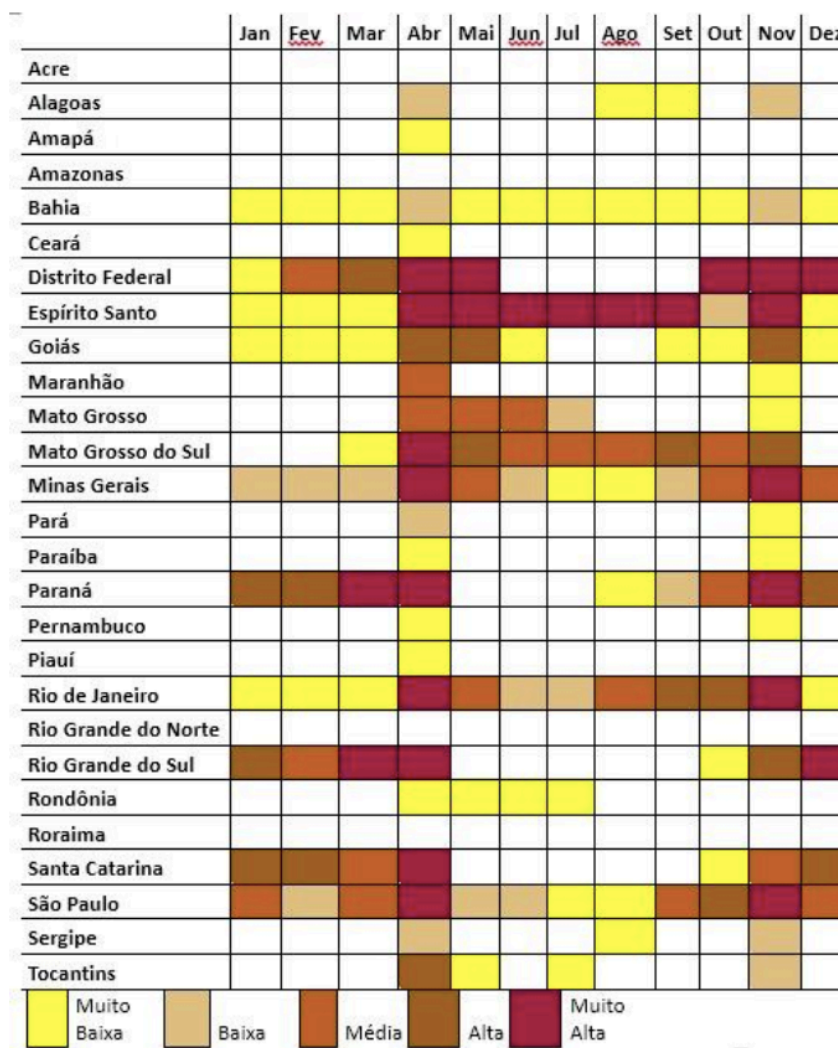 Jan Fev Mar Abr Mai Jun Jul Ago Set Out Nov Dez
Acre
Alagoas
Amapá
Amazonas
Bahia
Ceará
Distrito Federal
Espírito Santo
Goiás
Maranhão
Mato Grosso
Mato Grosso do Sul
Minas Gerais
Pará
Paraíba
Paraná
Pernambuco
Piauí
Rio de Janeiro
Rio Grande do Norte
Rio Grande do Sul
Rondônia
Roraima
Santa Catarina
São Paulo
Sergipe
Tocantins
Muito Muito
Baixa Baixa Média Alta Alta